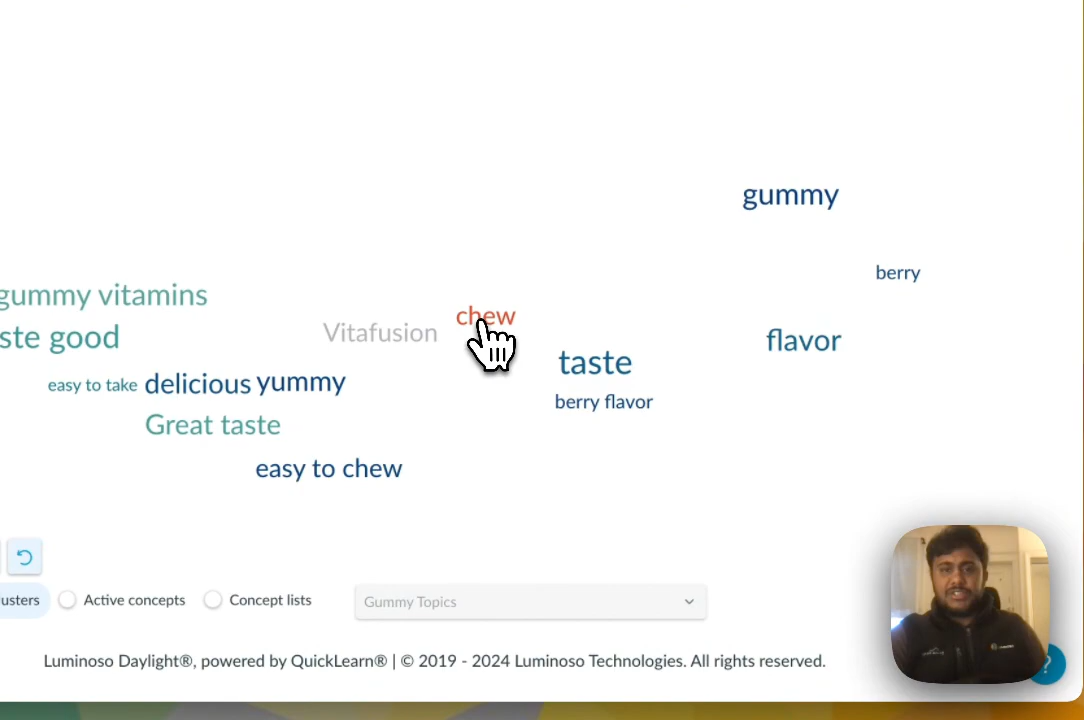 gummy
berry
gummy vitamins
chew
Vitafusion
ste good
flavor
taste
easy to take
delicious
yummy
berry flavor
Great taste
easy to chew
usters
Active concepts
Concept lists
Gummy Topics
?
Luminoso Daylight®, powered by QuickLearn® | © 2019 - 2024 Luminoso Technologies. All rights reserved.